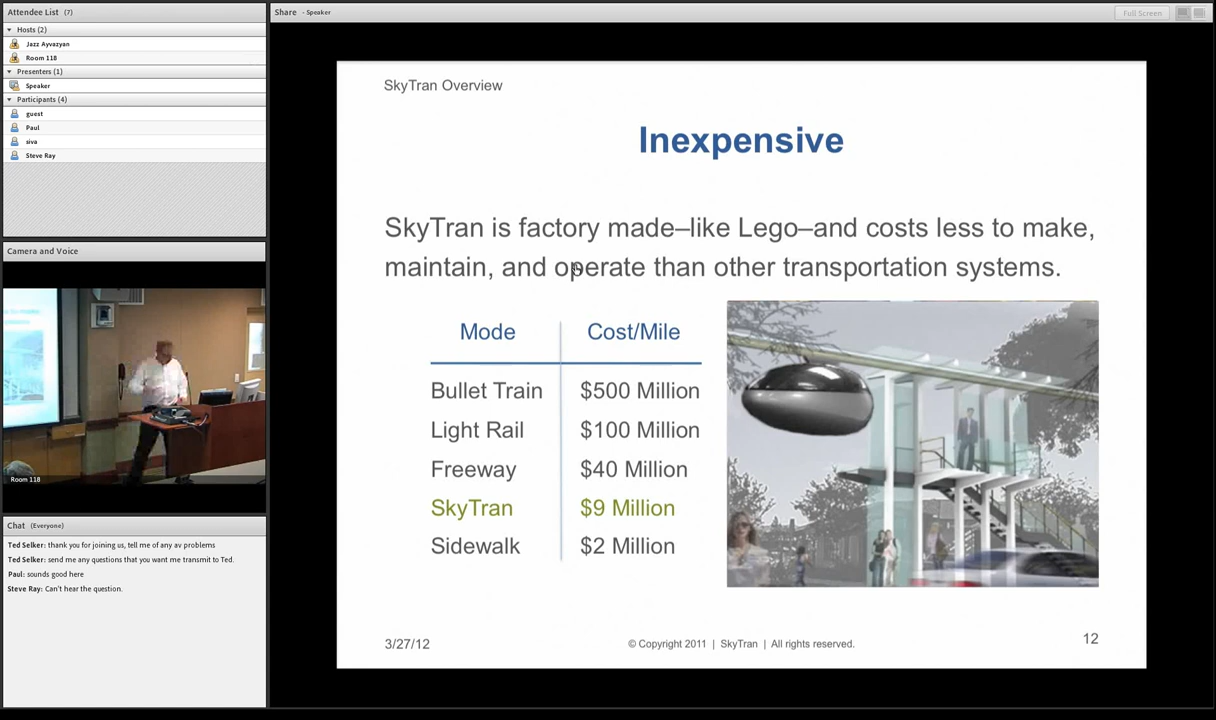 Attendee List (7)
Hosts (2)
Jazz Ayvazyan
Room 118
Presenters (1)
Speaker
Participants (4)
guest
Paul
siva
Steve Ray
Camera and Voice
Room 118
Chat (Everyone)
Ted Selker: thank you for joining us, tell me of any av problems
Ted Selker: send me any questions that you want me transmit to Ted.
Paul: sounds good here
Steve Ray: Can't hear the question.
Share - Speaker
Full Screen
SkyTran Overview
Inexpensive
SkyTran is factory made–like Lego–and costs less to make,
maintain, and operate than other transportation systems.
Mode Cost/Mile
Bullet Train $500 Million
Light Rail $100 Million
Freeway $40 Million
SkyTran $9 Million
Sidewalk $2 Million
3/27/12 © Copyright 2011 | SkyTran | All rights reserved. 12